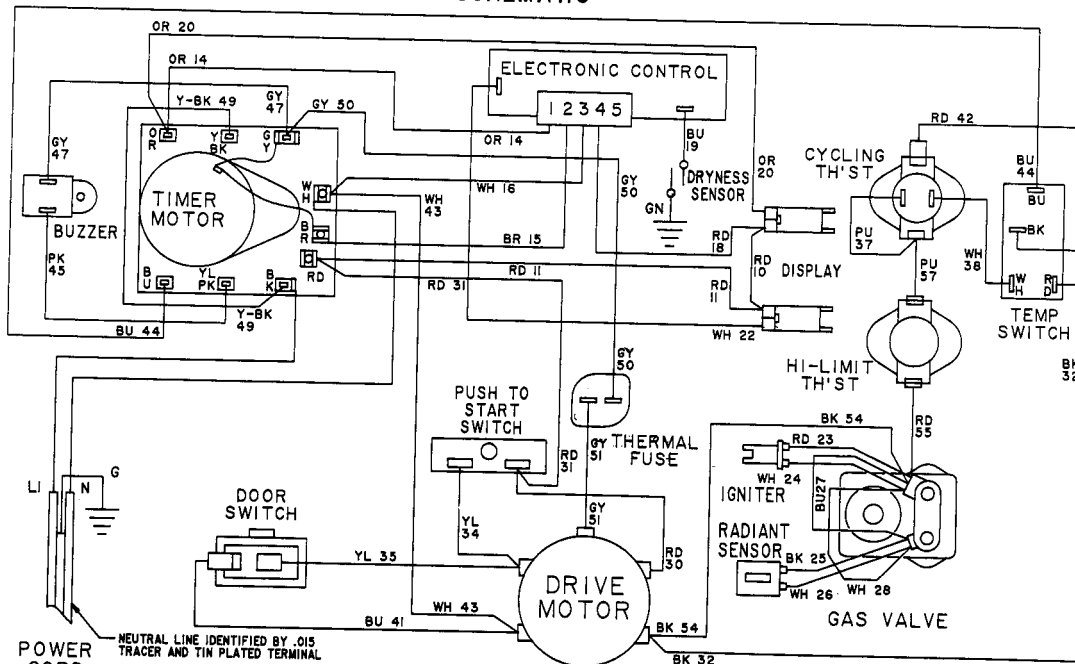 OR 20
OR 14
ELECTRONIC CONTROL
1 2 3 4 5
Y-BK 49
GY 47
GY 50
OR 14
BU 19
RD 42
CYCLING TH'ST
BU 44
O R
Y BK
G Y
GY 47
W H
WH 16
WH 43
GY 50
GN
DRYNESS SENSOR
OR 20
BU
BK
TIMER MOTOR
BUZZER
B R
BR 15
RD 18
PU 37
PU 57
WH 38
RD
RD 11
RD 31
RD 10
DISPLAY
RD 11
W H
R D
TEMP SWITCH
PK 45
B U
YL PK
B K
BU 44
Y-BK 49
WH 22
HI-LIMIT TH'ST
BK 32
GY 50
PUSH TO START SWITCH
BK 54
RD 55
RD 31
GY 51
THERMAL FUSE
RD 23
WH 24
IGNITER
BU27
L1
N
G
DOOR SWITCH
YL 34
GY 51
RD 30
RADIANT SENSOR
BK 25
YL 35
DRIVE MOTOR
WH 26
WH 28
GAS VALVE
WH 43
BU 41
BK 54
BK 32
NEUTRAL LINE IDENTIFIED BY .015
TRACER AND TIN PLATED TERMINAL
POWER